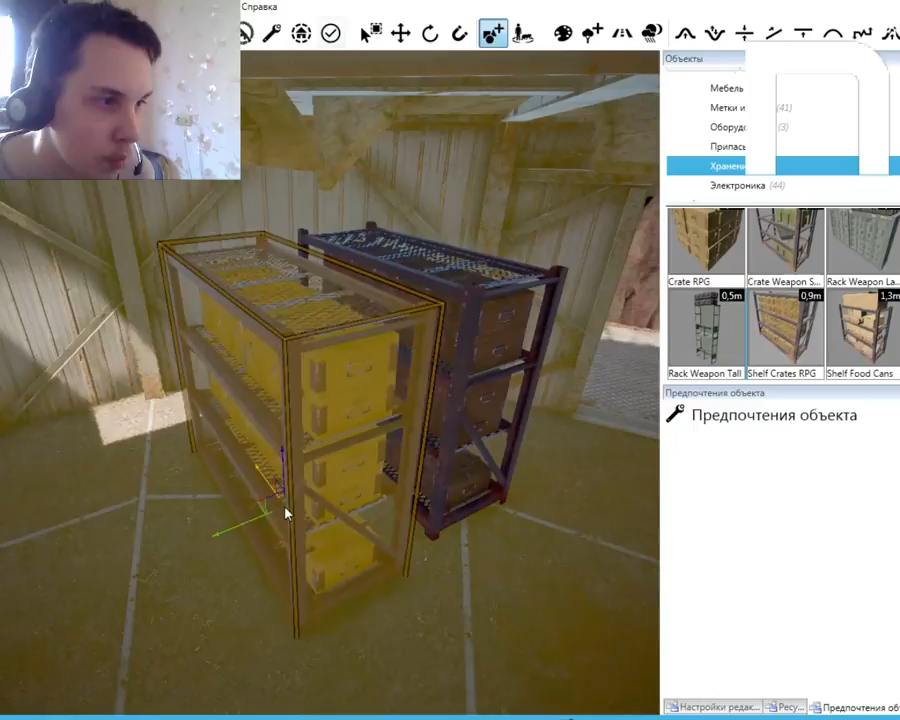 Справка
Объекты
Мебель
Метки и (41)
Оборуд (3)
Припась
Хранени
Электроника (44)
Crate RPG
Crate Weapon S...
Rack Weapon La...
0,5m
0,9m
1,3m
Rack Weapon Tall
Shelf Crates RPG
Shelf Food Cans
Предпочтения объекта
Предпочтения объекта
Настройки редак...
Ресу...
Предпочтения об